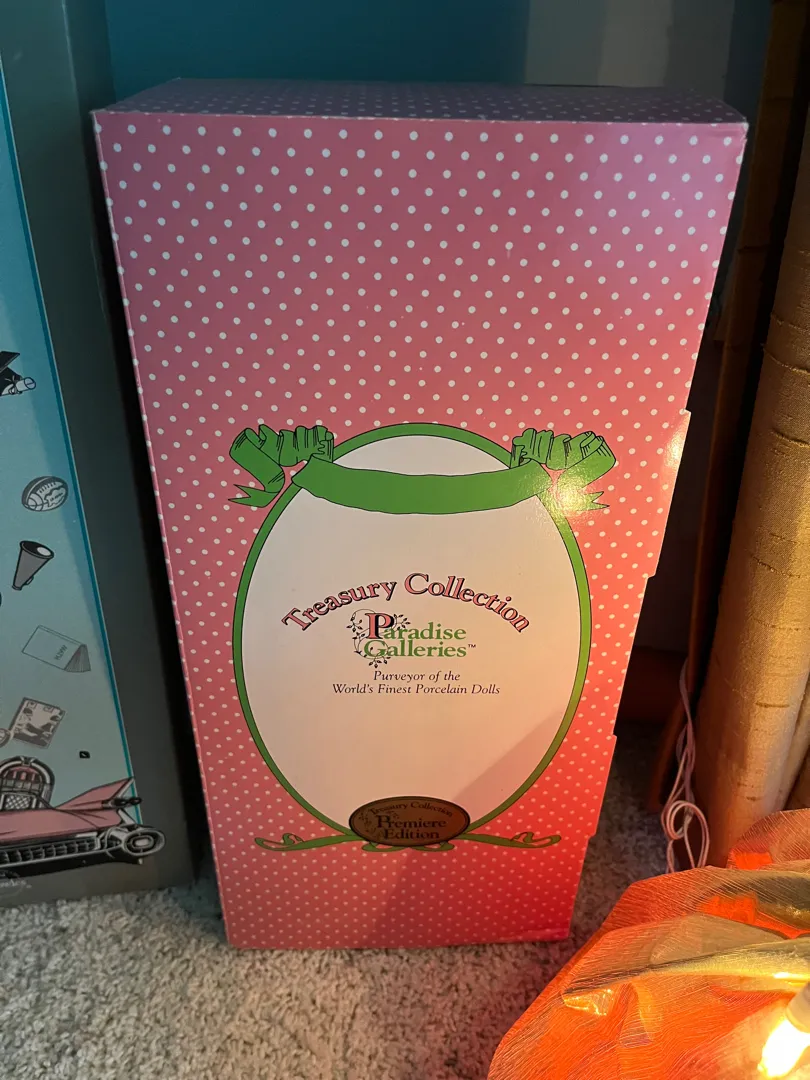 Treasury Collection
Paradise
Galleries™
Purveyor of the
World's Finest Porcelain Dolls
Treasury Collection
Premiere
Edition